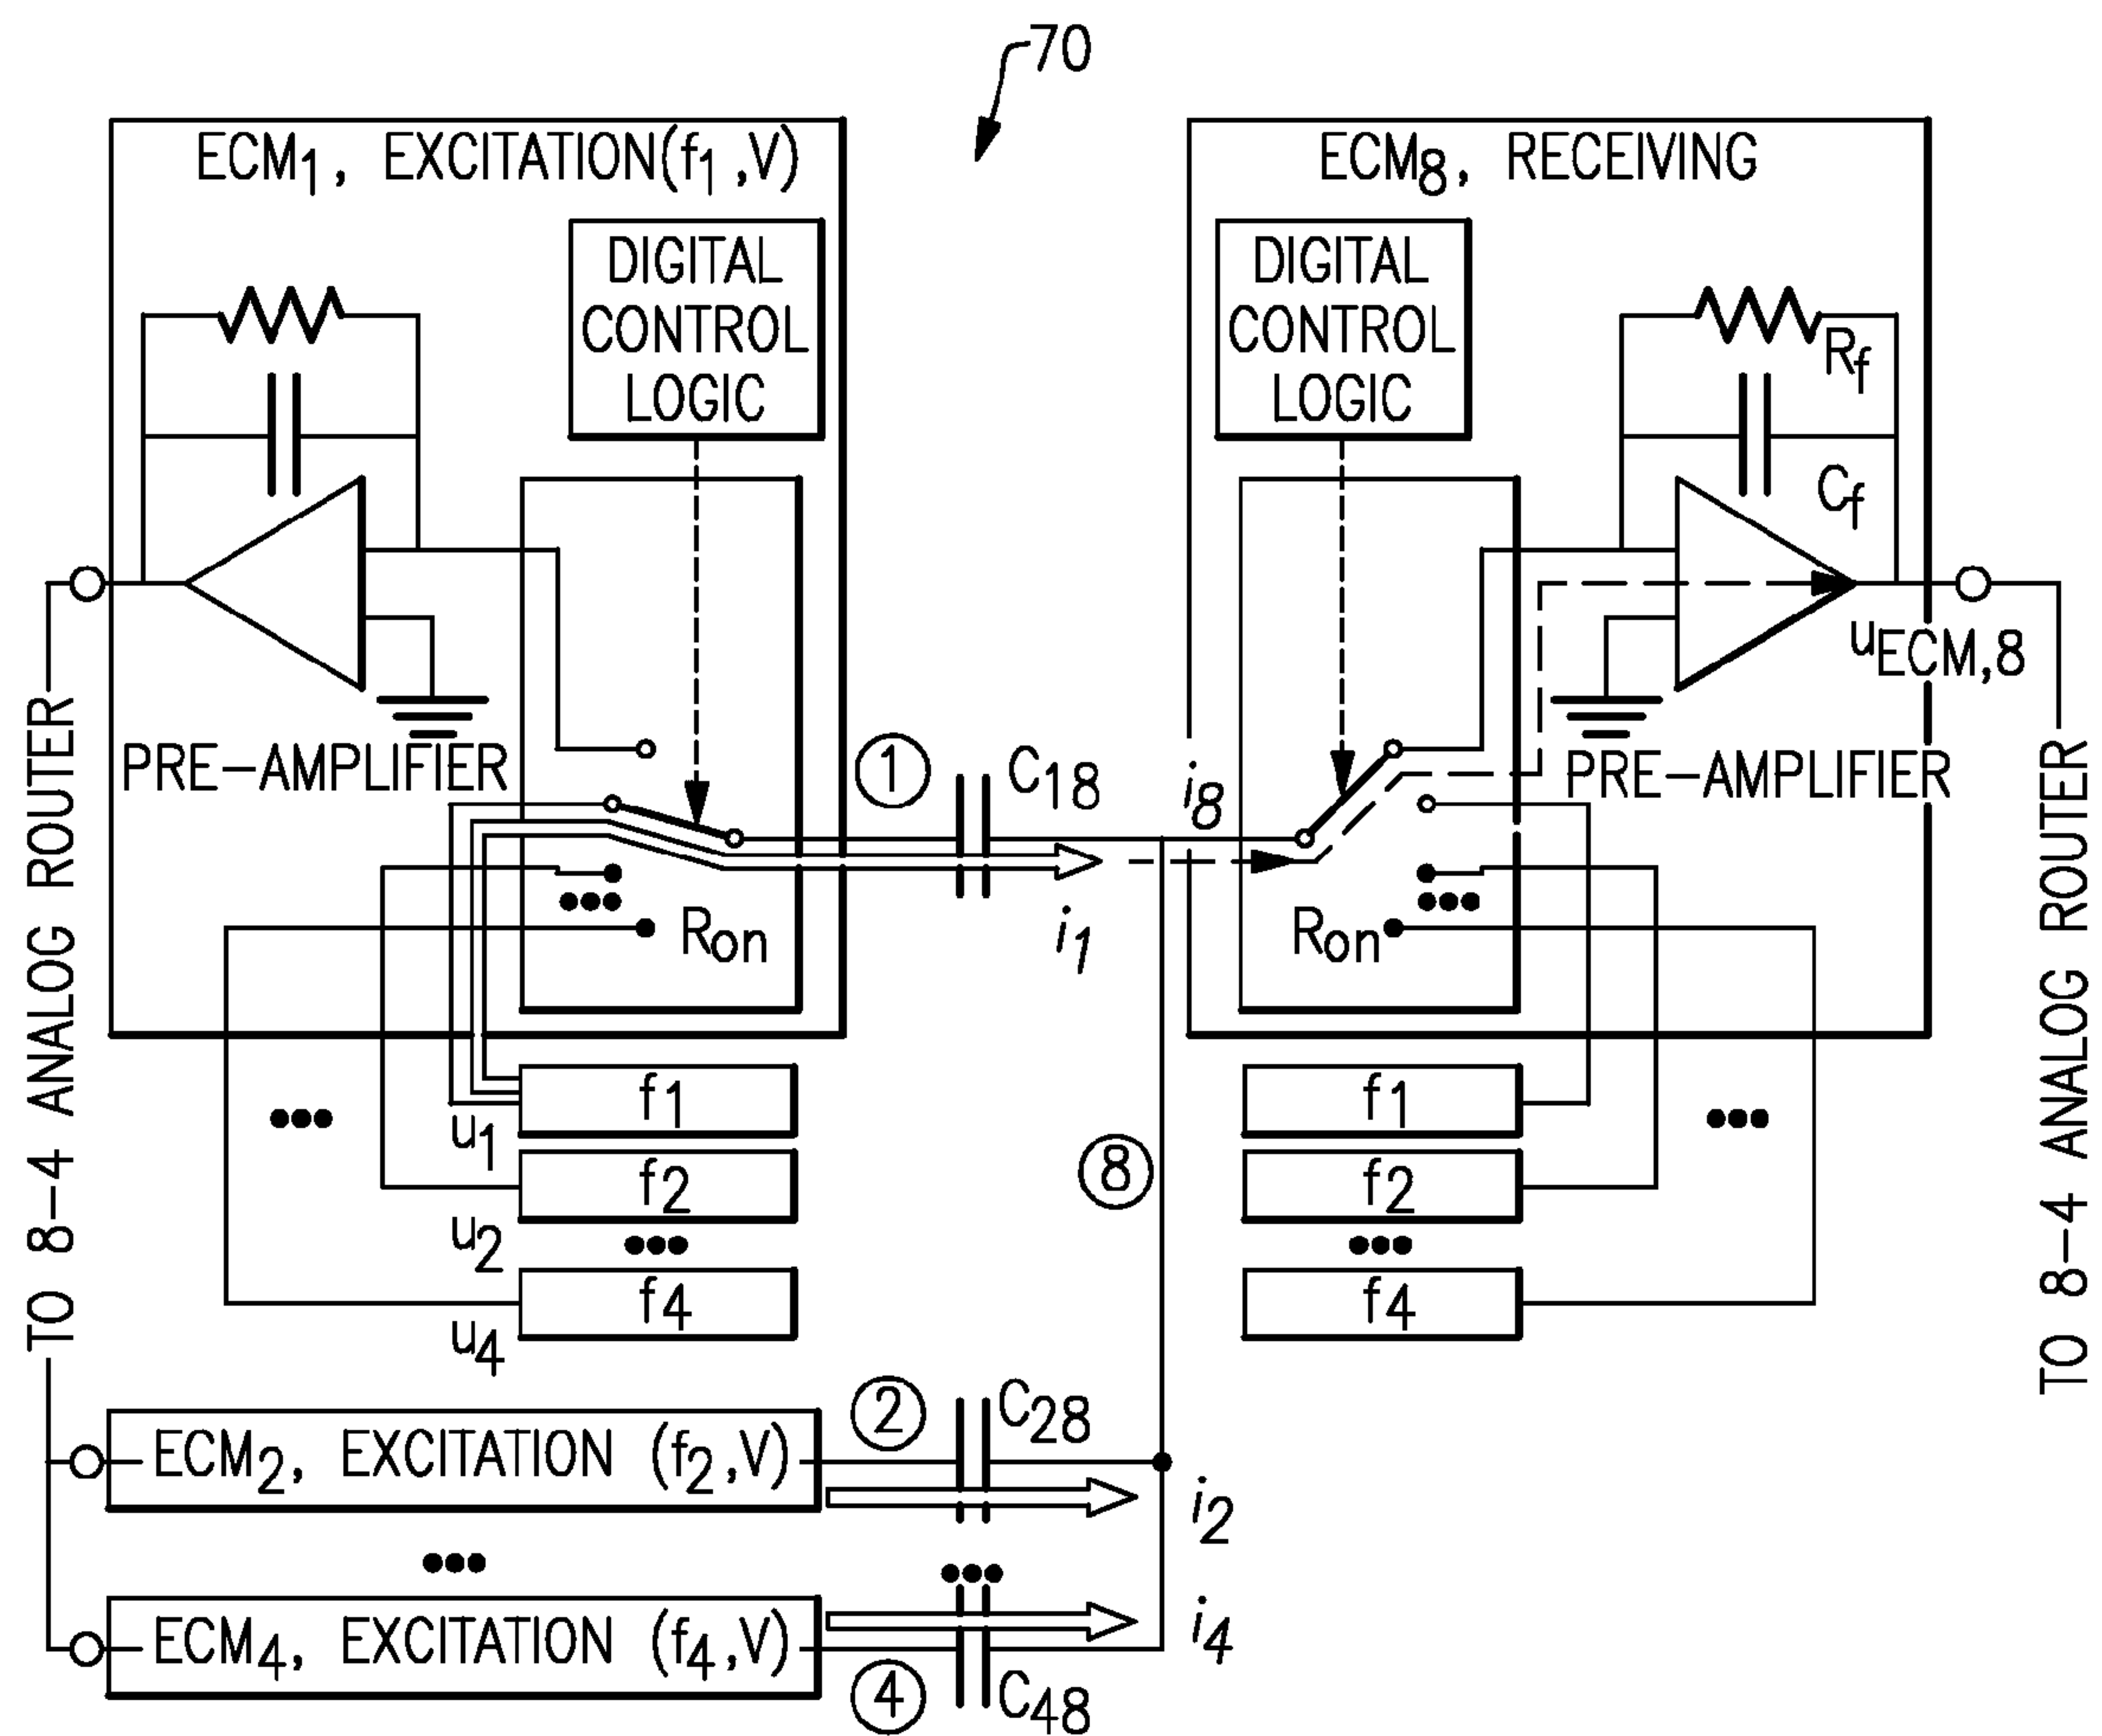 70
ECM1, EXCITATION(f1,V)
DIGITAL
CONTROL
LOGIC
PRE-AMPLIFIER
Ron
TO 8-4 ANALOG ROUTER
f1
u1
f2
u2
f4
u4
1
C18
i1
i8
8
ECM8, RECEIVING
DIGITAL
CONTROL
LOGIC
Rf
Cf
uECM,8
PRE-AMPLIFIER
Ron
f1
f2
f4
TO 8-4 ANALOG ROUTER
ECM2, EXCITATION (f2,V)
2
C28
i2
ECM4, EXCITATION (f4,V)
4
C48
i4